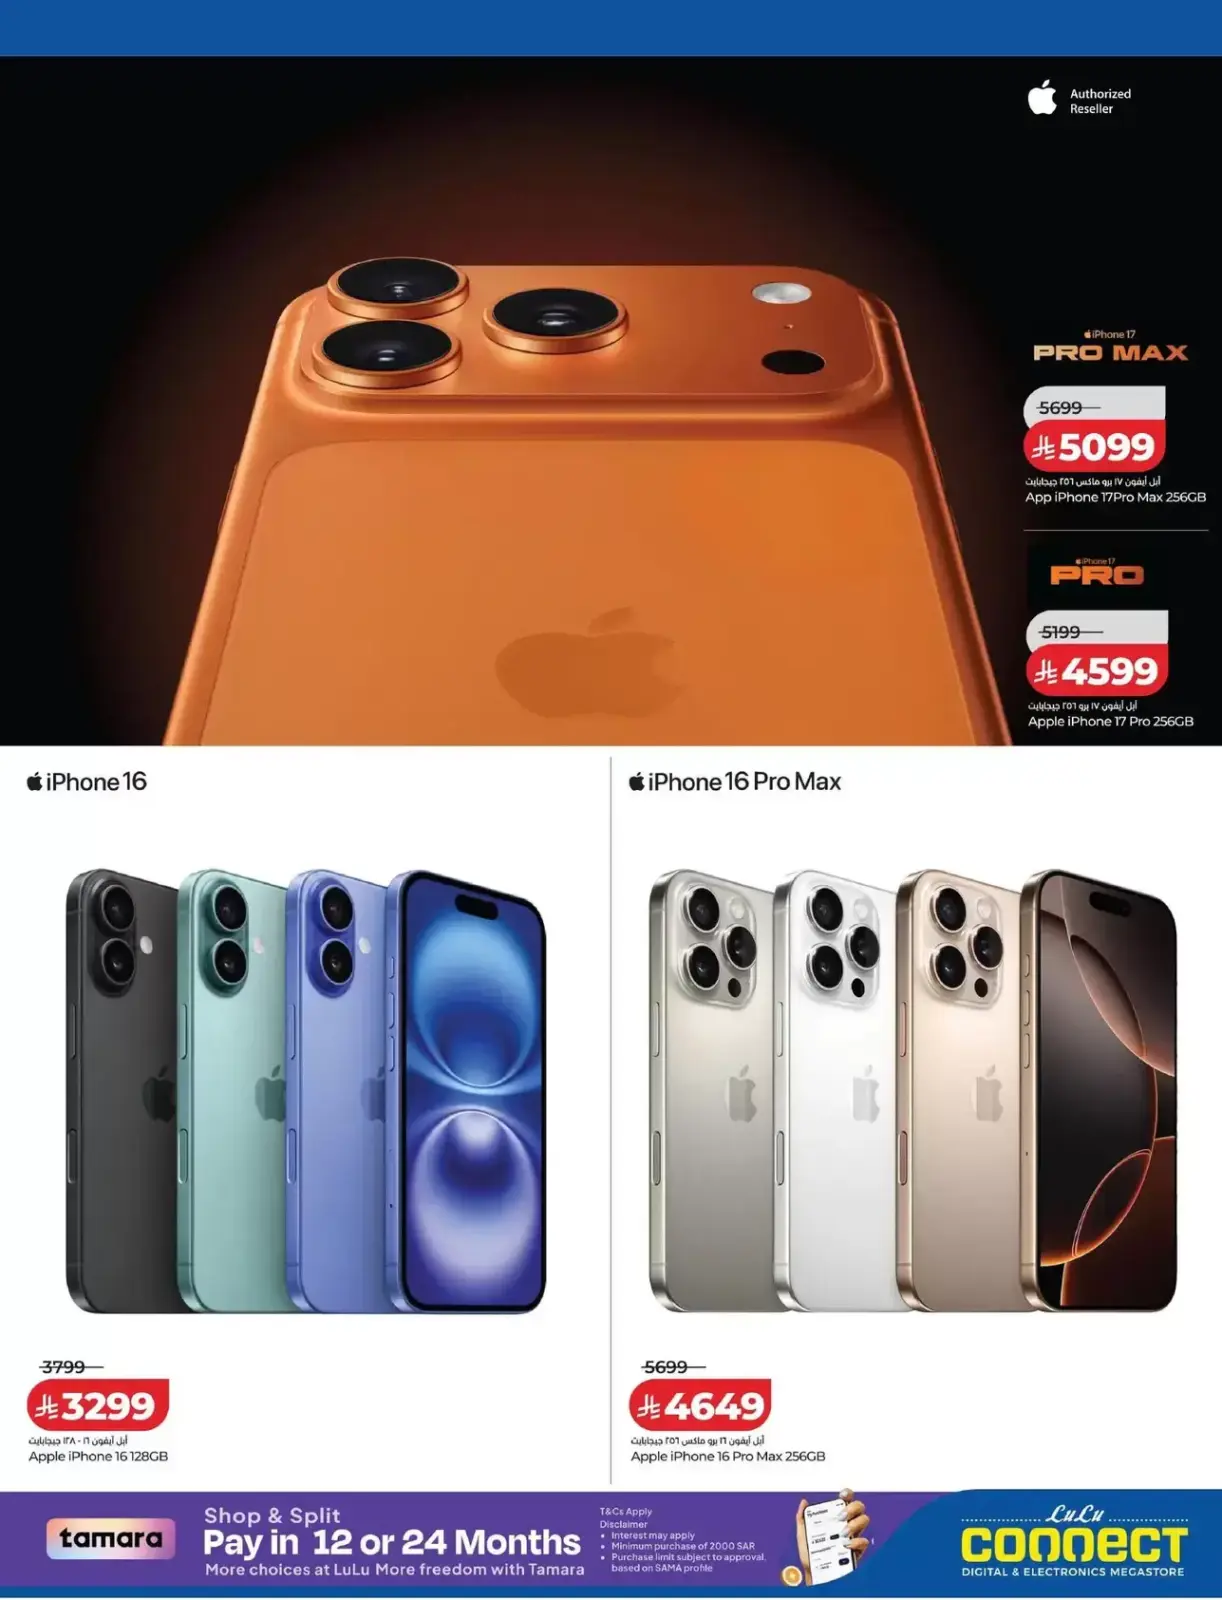 Authorized
Reseller
iPhone 17
PRO MAX
5699
5099
أبل أيفون ١٧ برو ماكس ٢٥٦ جيجابايت
App iPhone 17Pro Max 256GB
iPhone 17
PRO
5199
4599
أبل أيفون ١٧ برو ٢٥٦ جيجابايت
Apple iPhone 17 Pro 256GB
iPhone 16
3799
3299
أبل أيفون ١٦ - ١٢٨ جيجابايت
Apple iPhone 16 128GB
iPhone 16 Pro Max
5699
4649
أبل أيفون ١٦ برو ماكس ٢٥٦ جيجابايت
Apple iPhone 16 Pro Max 256GB
tamara
Shop & Split
Pay in 12 or 24 Months
More choices at LuLu More freedom with Tamara
T&Cs Apply
Disclaimer
• Interest may apply
• Minimum purchase of 2000 SAR
• Purchase limit subject to approval,
based on SAMA profile
LuLu
connect
DIGITAL & ELECTRONICS MEGASTORE